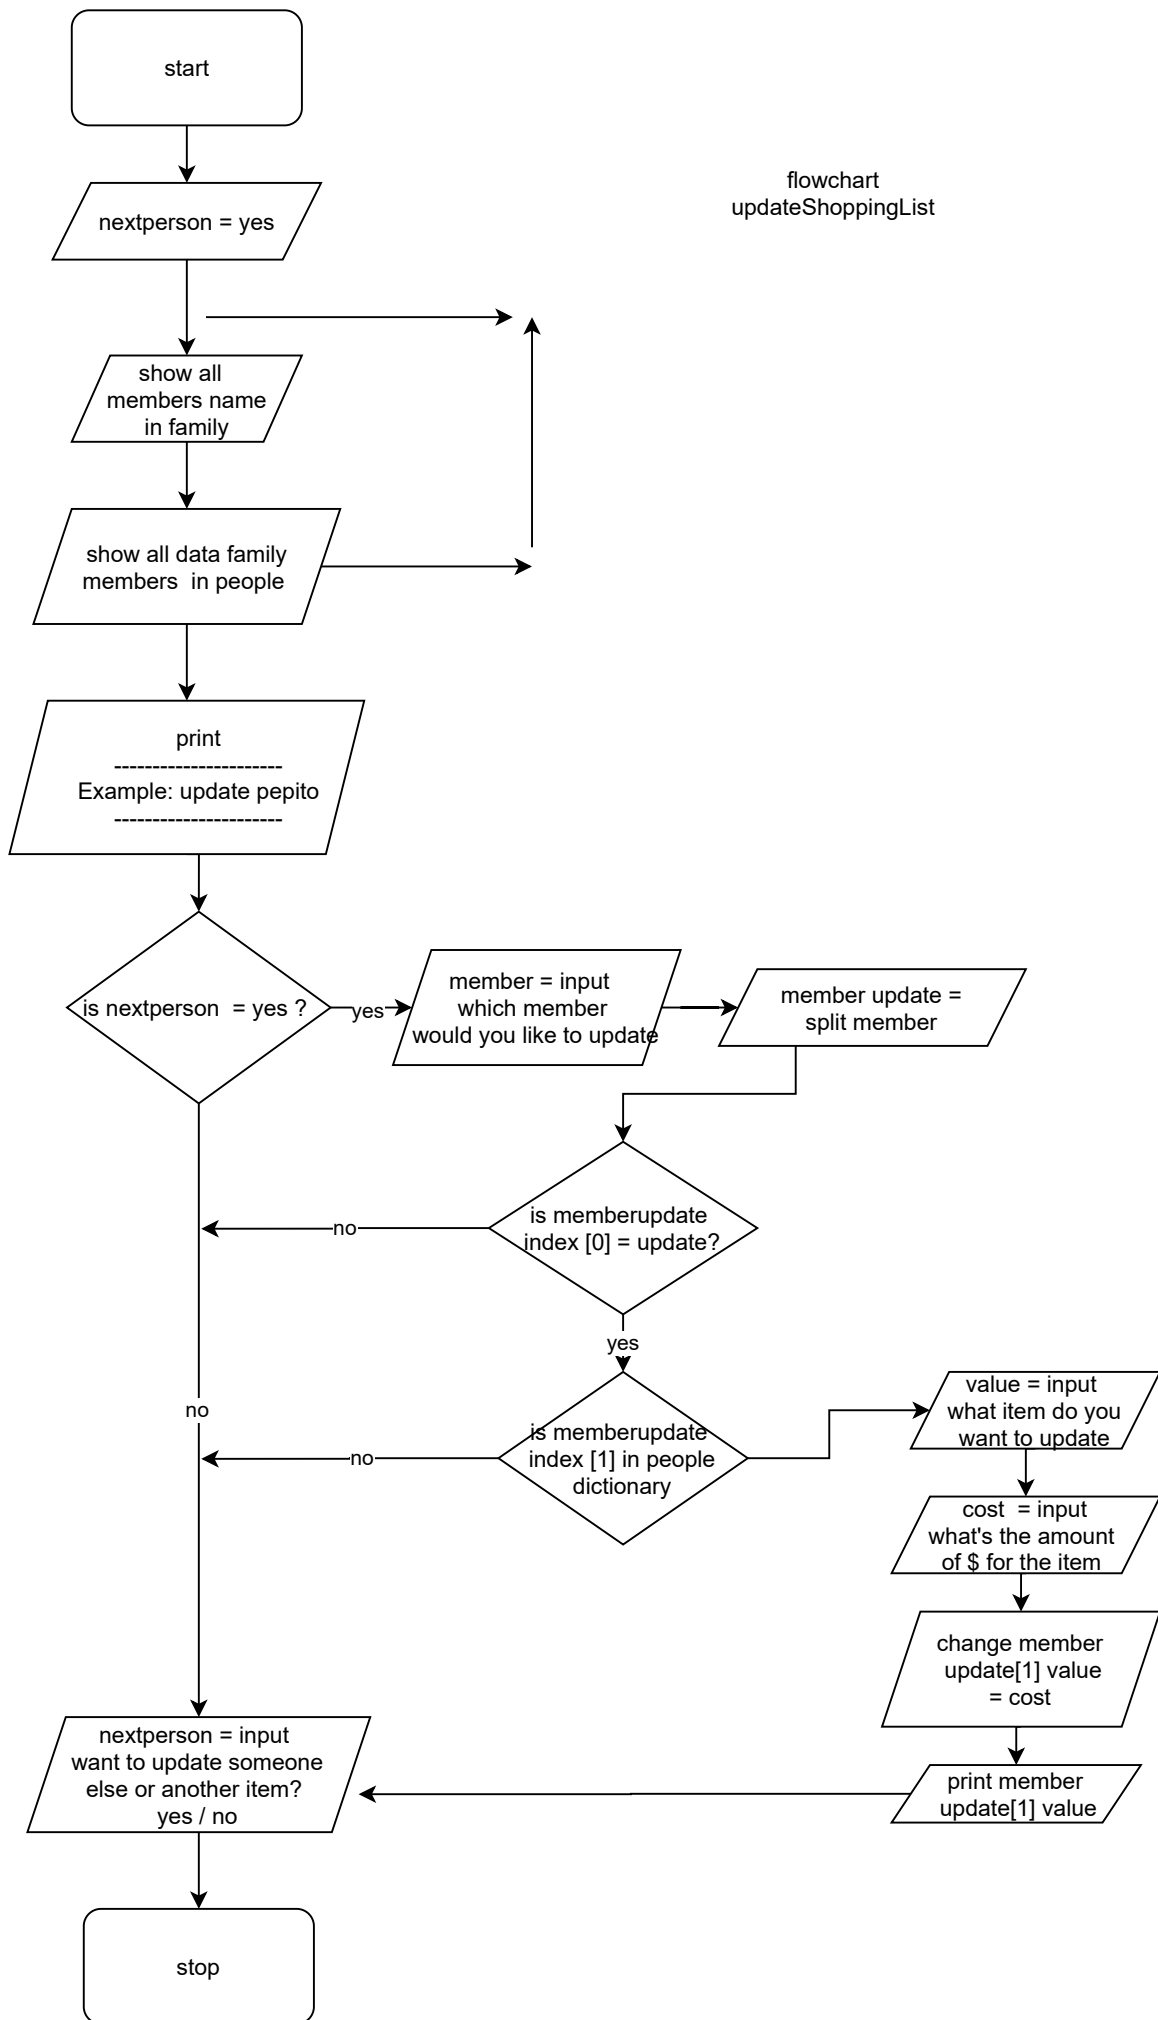 start
flowchart
updateShoppingList
nextperson = yes
show all
members name
in family
show all data family
members  in people
print
----------------------
Example: update pepito
----------------------
is nextperson  = yes ?
yes
member = input
which member
would you like to update
member update =
split member
is memberupdate
index [0] = update?
no
yes
is memberupdate
index [1] in people
dictionary
no
no
value = input
what item do you
want to update
cost  = input
what's the amount
of $ for the item
change member
update[1] value
= cost
print member
update[1] value
nextperson = input
want to update someone
else or another item?
yes / no
stop